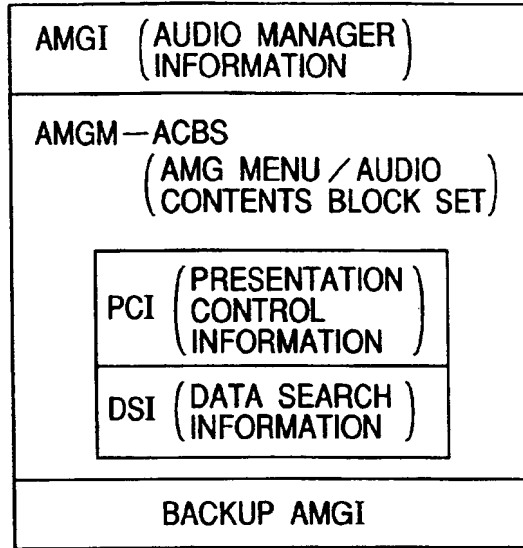 AMGI (AUDIO MANAGER
INFORMATION)
AMGM-ACBS
(AMG MENU / AUDIO
CONTENTS BLOCK SET)
PCI (PRESENTATION
CONTROL
INFORMATION)
DSI (DATA SEARCH
INFORMATION)
BACKUP AMGI